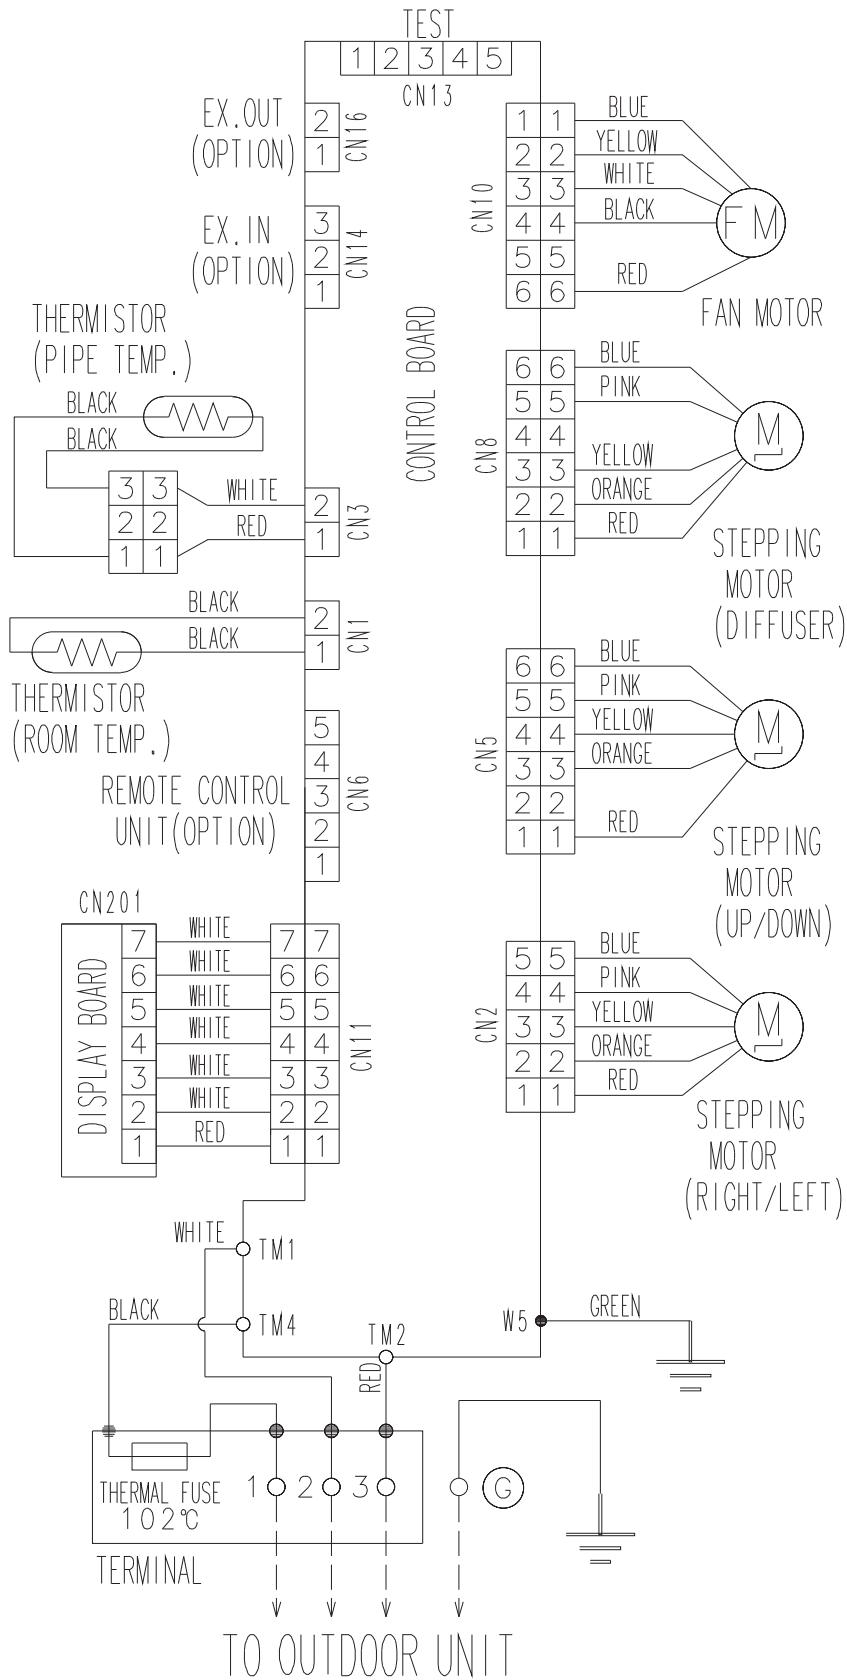 TEST
1 2 3 4 5
CN13
EX.OUT
(OPTION)
2
1
CN16
EX.IN
(OPTION)
3
2
1
CN14
CONTROL BOARD
CN10
1 1
2 2
3 3
4 4
5 5
6 6
BLUE
YELLOW
WHITE
BLACK
RED
FM
FAN MOTOR
THERMISTOR
(PIPE TEMP.)
BLACK
BLACK
3 3
2 2
1 1
WHITE
RED
2
1
CN3
CN8
6 6
5 5
4 4
3 3
2 2
1 1
BLUE
PINK
YELLOW
ORANGE
RED
M
STEPPING
MOTOR
(DIFFUSER)
BLACK
BLACK
2
1
CN1
THERMISTOR
(ROOM TEMP.)
REMOTE CONTROL
UNIT(OPTION)
5
4
3
2
1
CN6
CN5
6 6
5 5
4 4
3 3
2 2
1 1
BLUE
PINK
YELLOW
ORANGE
RED
M
STEPPING
MOTOR
(UP/DOWN)
CN201
DISPLAY BOARD
7
6
5
4
3
2
1
WHITE
WHITE
WHITE
WHITE
WHITE
WHITE
RED
7 7
6 6
5 5
4 4
3 3
2 2
1 1
CN11
CN2
5 5
4 4
3 3
2 2
1 1
BLUE
PINK
YELLOW
ORANGE
RED
M
STEPPING
MOTOR
(RIGHT/LEFT)
WHITE
TM1
BLACK
TM4
TM2
RED
W5
GREEN
THERMAL FUSE
102℃
1 2 3
G
TERMINAL
TO OUTDOOR UNIT